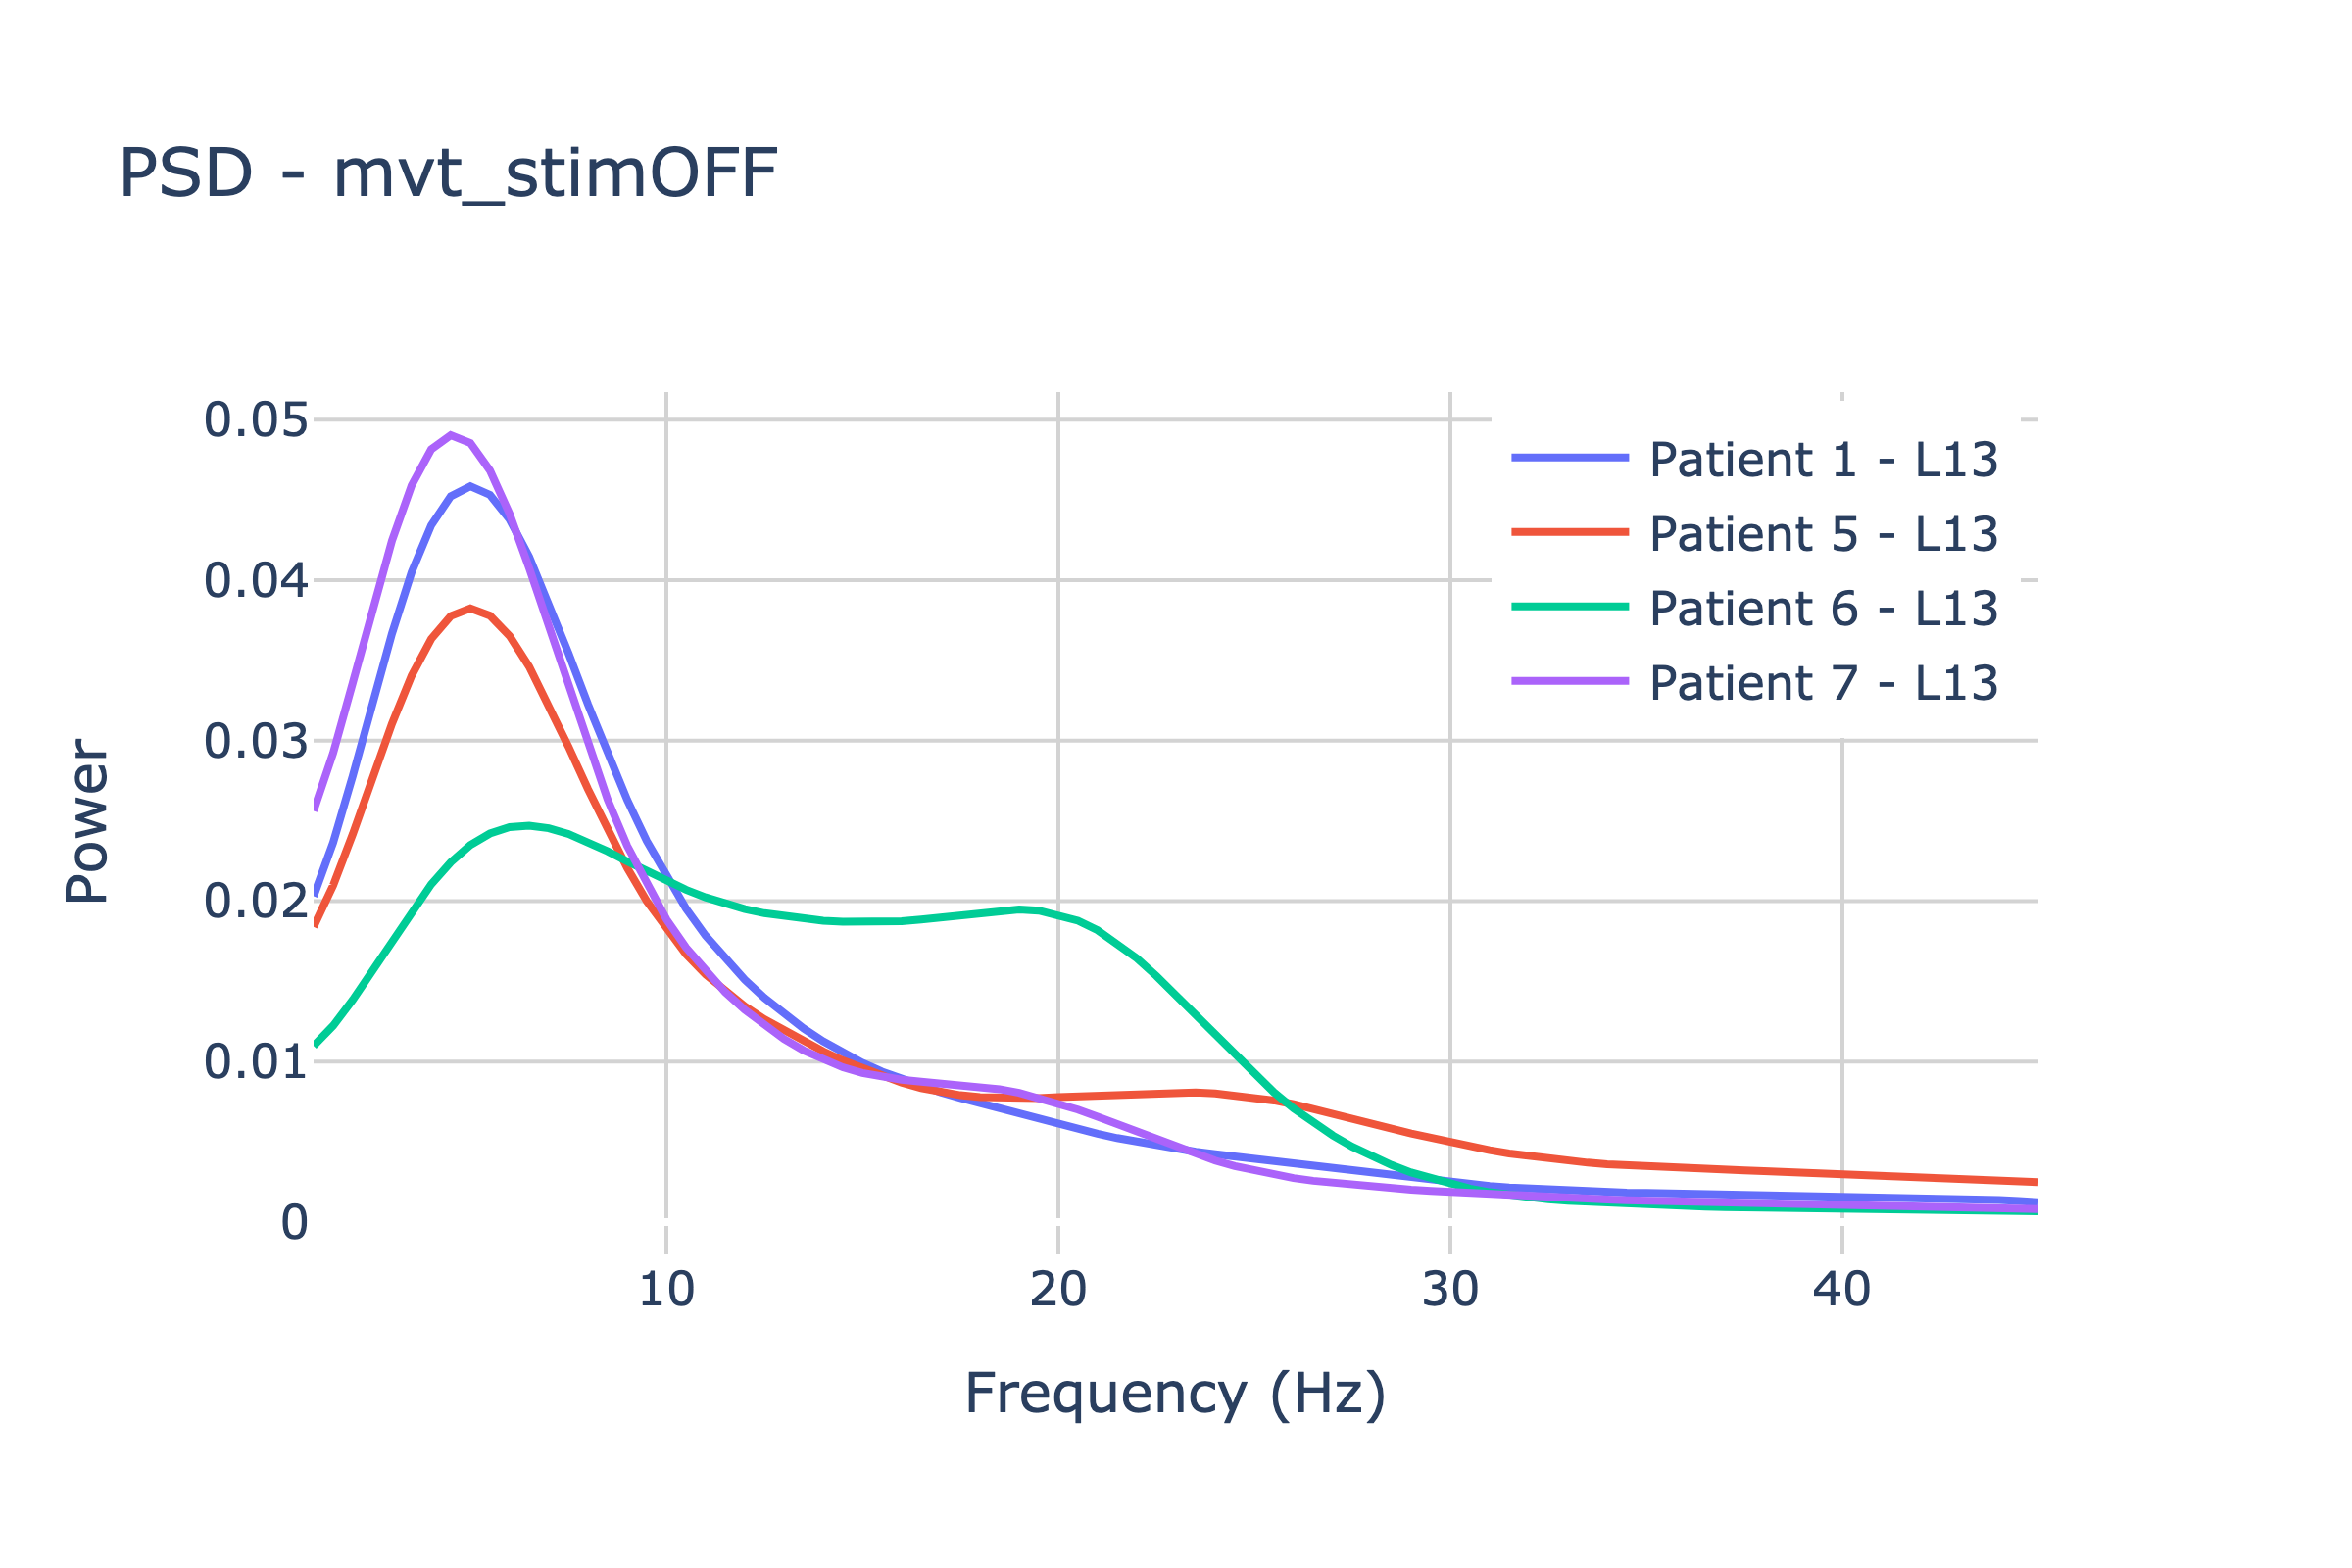 PSD - mvt_stimOFF
0.05
0.04
0.03
0.02
0.01
0
Power
10 20 30 40
Frequency (Hz)
Patient 1 - L13
Patient 5 - L13
Patient 6 - L13
Patient 7 - L13